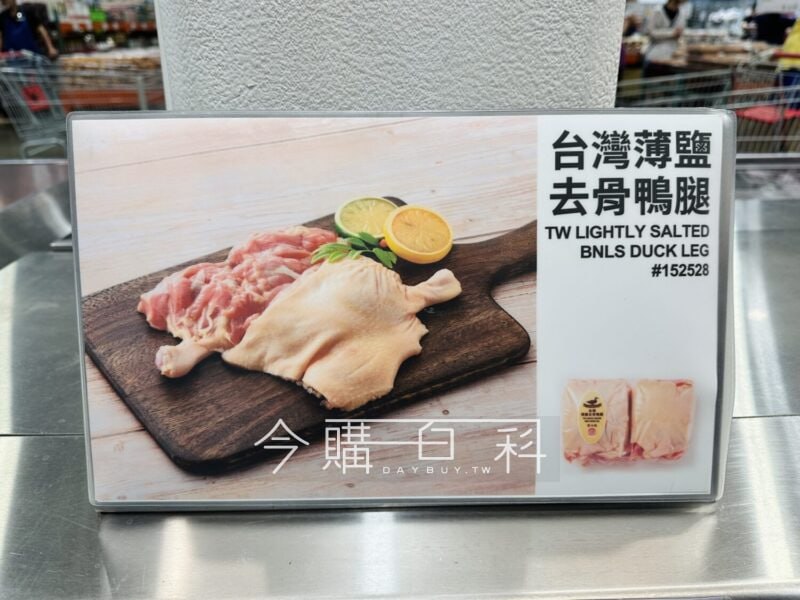 台灣薄鹽
去骨鴨腿
TW LIGHTLY SALTED
BNLS DUCK LEG
#152528
今購百科
DAYBUY.TW